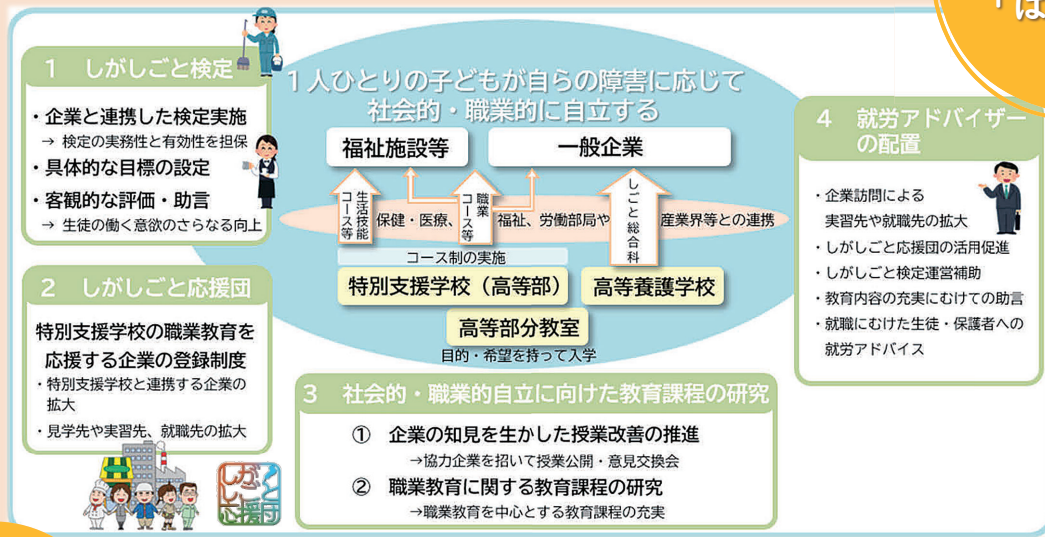 「は
1 しがしごと検定
・企業と連携した検定実施
→ 検定の実務性と有効性を担保
・具体的な目標の設定
・客観的な評価・助言
→ 生徒の働く意欲のさらなる向上
2 しがしごと応援団
特別支援学校の職業教育を
応援する企業の登録制度
・特別支援学校と連携する企業の
拡大
・見学先や実習先、就職先の拡大
しがしごと応援団
1人ひとりの子どもが自らの障害に応じて
社会的・職業的に自立する
福祉施設等
一般企業
生活技能
コース等
職業
コース等
しごと総合科
保健・医療、
福祉、労働部局や
産業界等との連携
コース制の実施
特別支援学校（高等部）
高等養護学校
高等部分教室
目的・希望を持って入学
3 社会的・職業的自立に向けた教育課程の研究
① 企業の知見を生かした授業改善の推進
→協力企業を招いて授業公開・意見交換会
② 職業教育に関する教育課程の研究
→職業教育を中心とする教育課程の充実
4 就労アドバイザー
の配置
・企業訪問による
実習先や就職先の拡大
・しがしごと応援団の活用促進
・しがしごと検定運営補助
・教育内容の充実にむけての助言
・就職にむけた生徒・保護者への
就労アドバイス